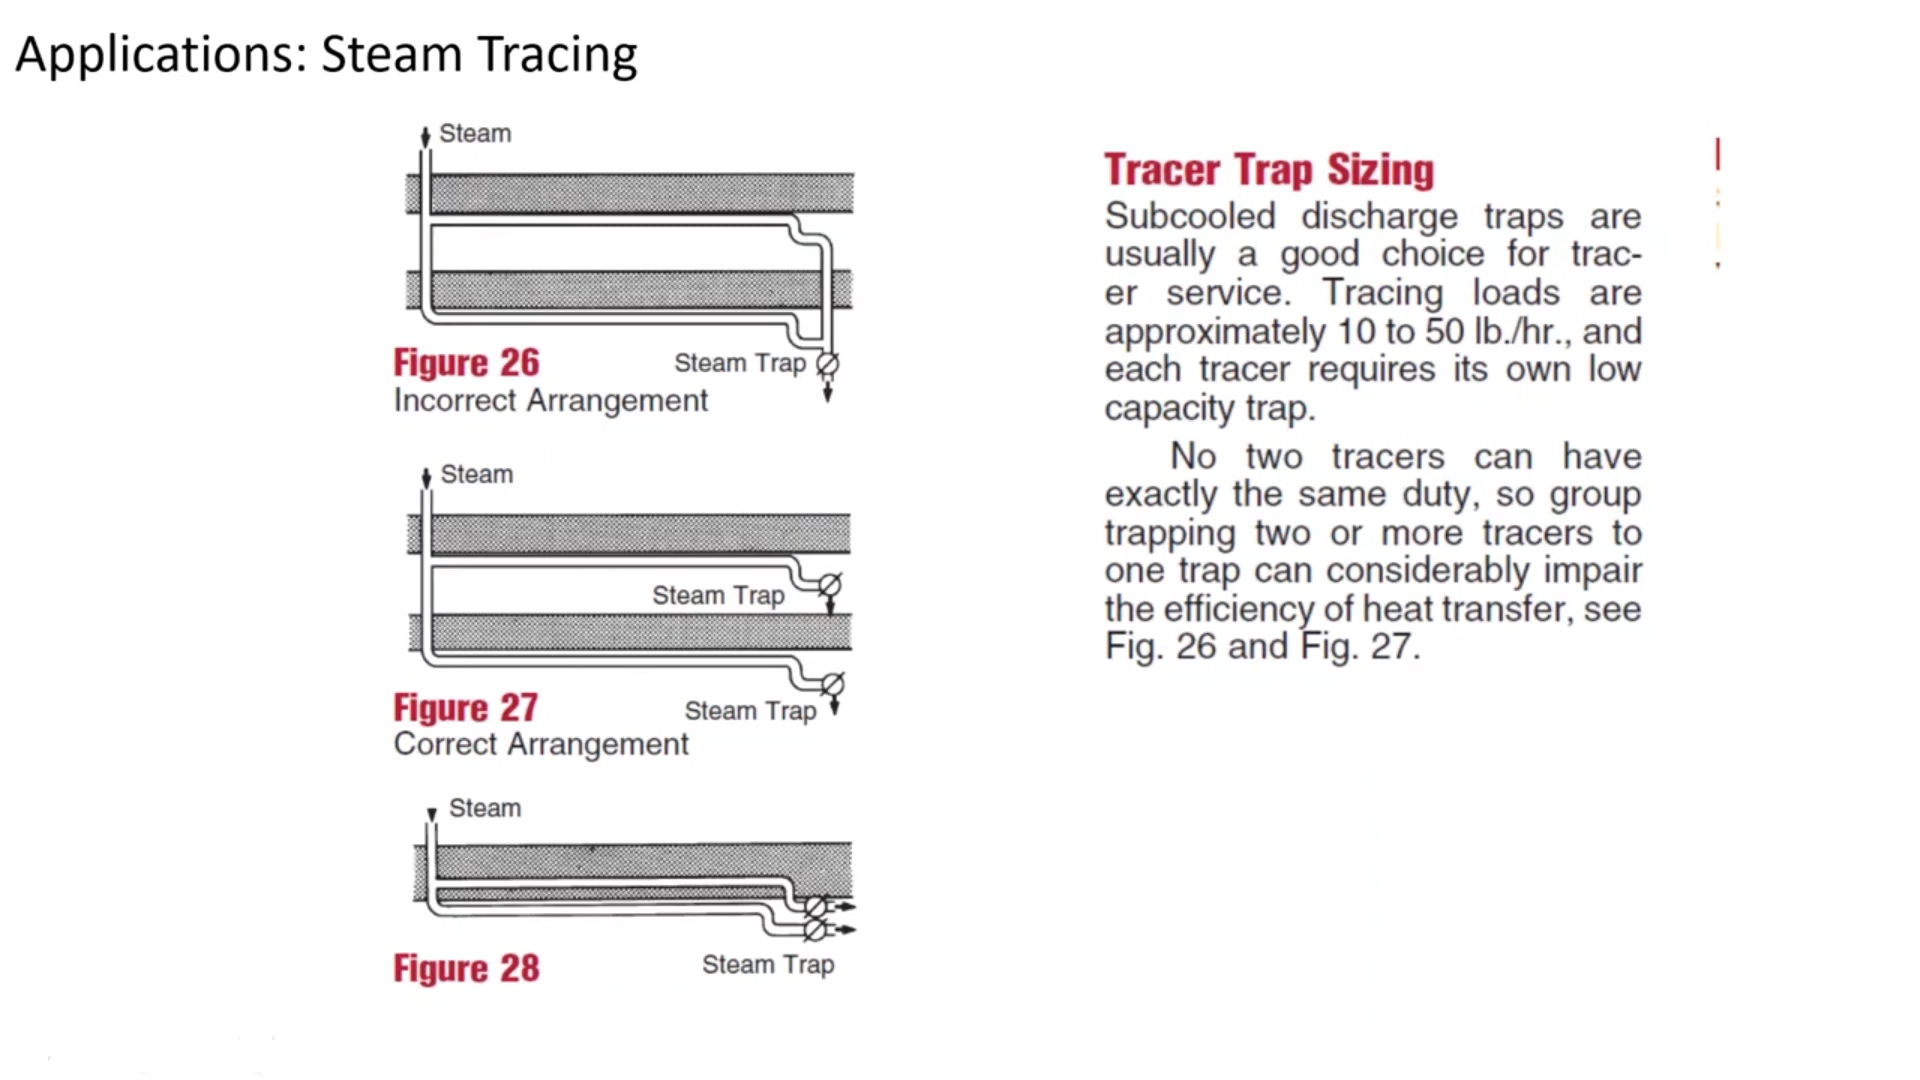 Applications: Steam Tracing
Steam
Steam Trap
Figure 26
Incorrect Arrangement
Steam
Steam Trap
Steam Trap
Figure 27
Correct Arrangement
Steam
Steam Trap
Figure 28
Tracer Trap Sizing
Subcooled discharge traps are
usually a good choice for trac-
er service. Tracing loads are
approximately 10 to 50 lb./hr., and
each tracer requires its own low
capacity trap.
No two tracers can have
exactly the same duty, so group
trapping two or more tracers to
one trap can considerably impair
the efficiency of heat transfer, see
Fig. 26 and Fig. 27.